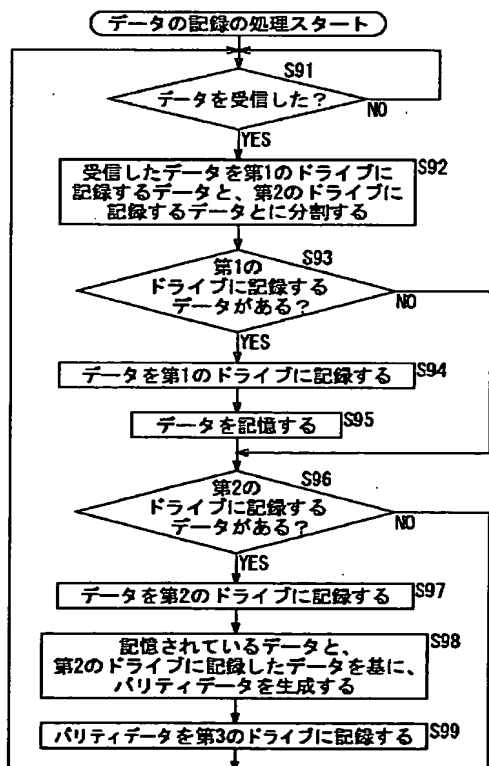 データの記録の処理スタート
S91
データを受信した?
NO
YES
受信したデータを第1のドライブに
記録するデータと、第2のドライブに
記録するデータとに分割する
S92
S93
第1の
ドライブに記録する
データがある?
NO
YES
データを第1のドライブに記録する
S94
データを記憶する
S95
S96
第2の
ドライブに記録する
データがある?
NO
YES
データを第2のドライブに記録する
S97
記憶されているデータと、
第2のドライブに記録したデータを基に、
パリティデータを生成する
S98
パリティデータを第3のドライブに記録する
S99